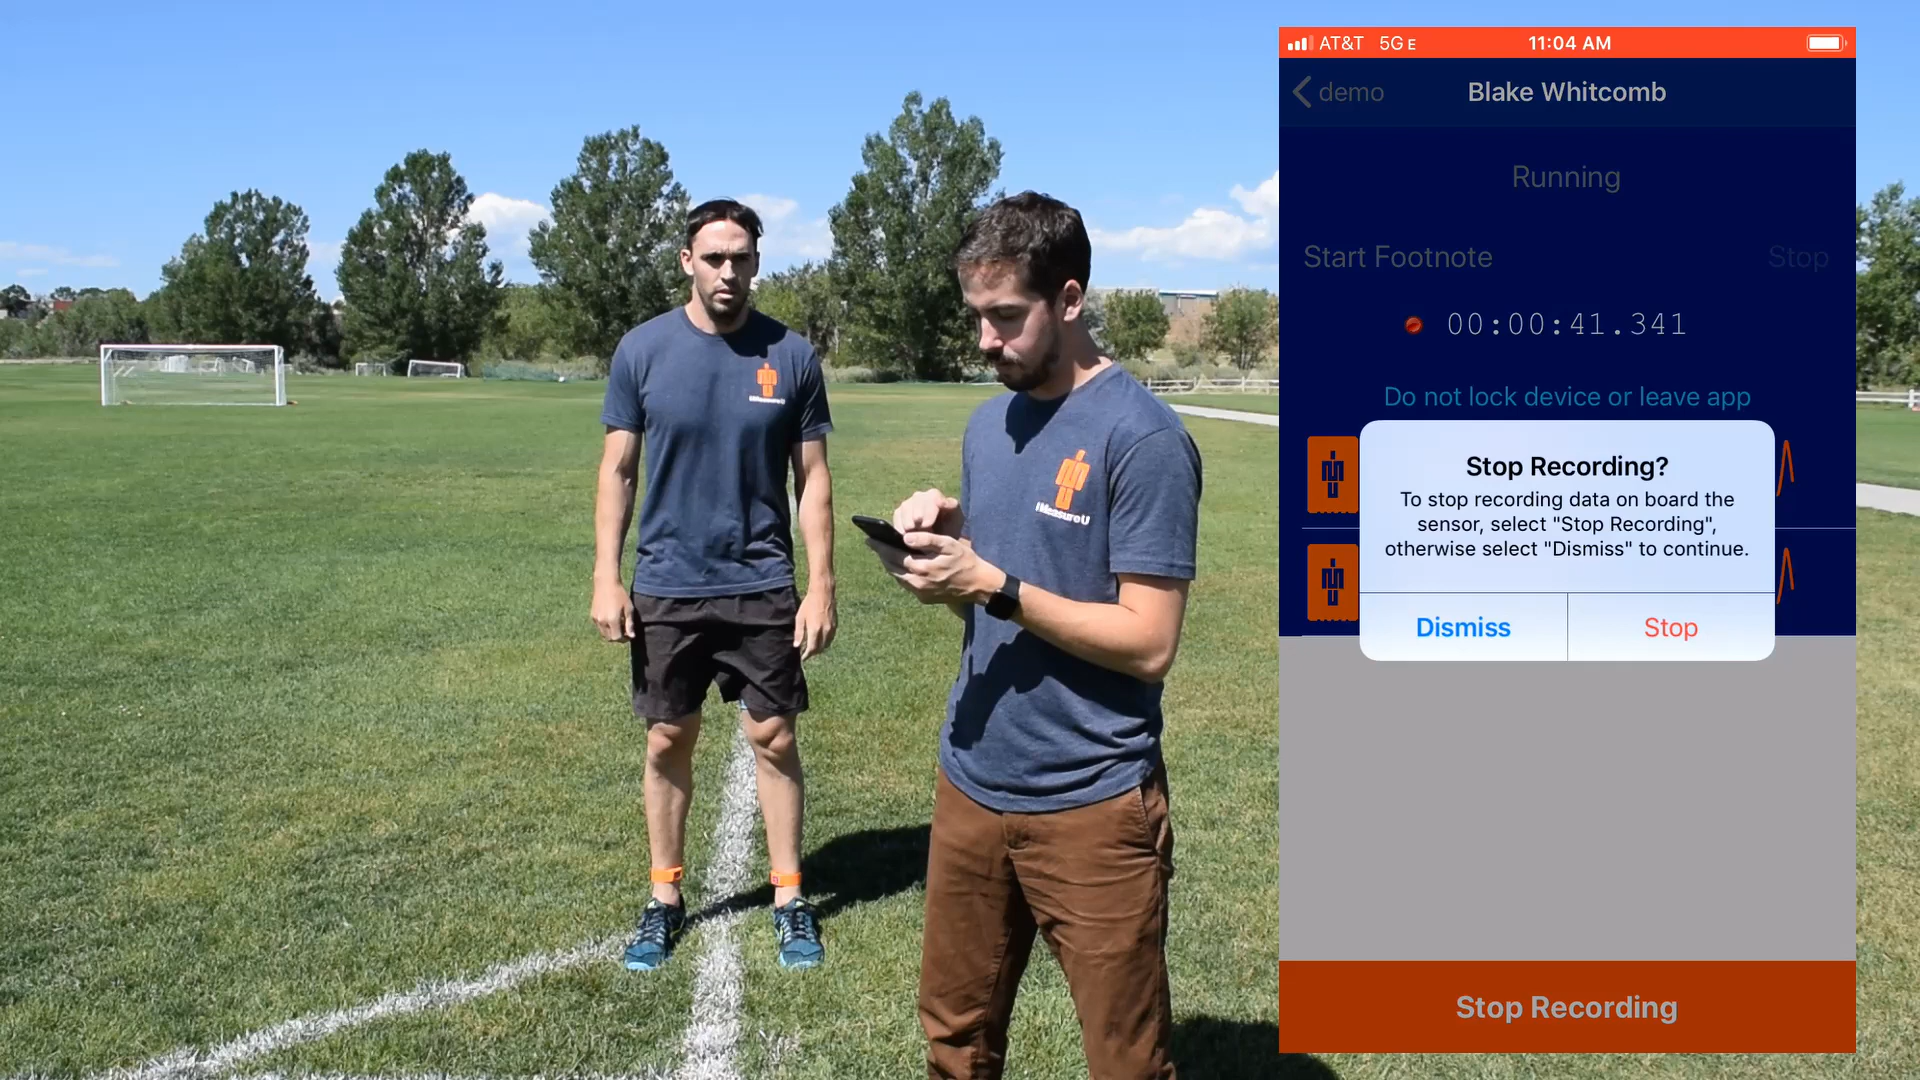 AT&T 5G E 11:04 AM
demo Blake Whitcomb
Running
Start Footnote Stop
00:00:41.341
Do not lock device or leave app
Stop Recording?
To stop recording data on board the
sensor, select "Stop Recording",
otherwise select "Dismiss" to continue.
Dismiss Stop
Stop Recording
IMeasureU
IMeasureU